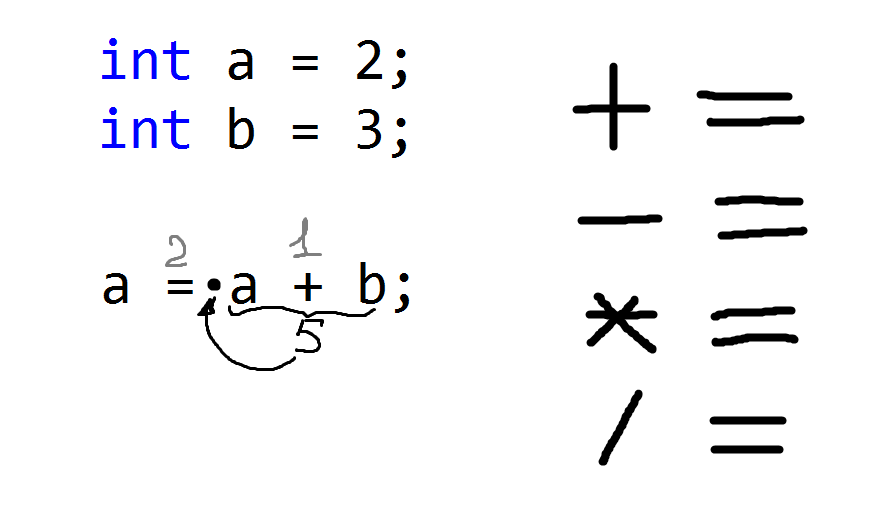 int a = 2;
int b = 3;
2 1
a = a + b;
5
+ =
- =
* =
/ =